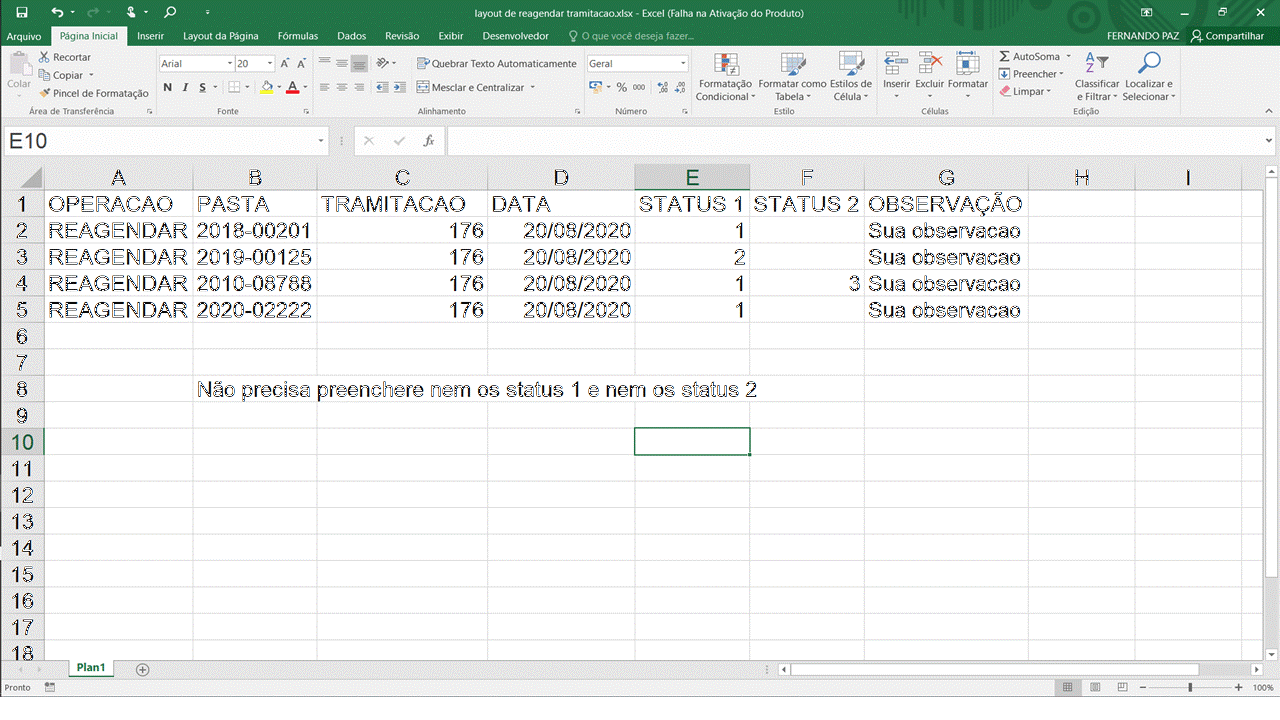 layout de reagendar tramitacao.xlsx - Excel (Falha na Ativação do Produto)
Arquivo Página Inicial Inserir Layout da Página Fórmulas Dados Revisão Exibir Desenvolvedor O que você deseja fazer... FERNANDO PAZ Compartilhar
Colar
Recortar
Copiar
Pincel de Formatação
Área de Transferência
Arial 20
N I S
Fonte
Quebrar Texto Automaticamente
Mesclar e Centralizar
Alinhamento
Geral
% 000
Número
Formatação Condicional
Formatar como Tabela
Estilos de Célula
Estilo
Inserir Excluir Formatar
Células
AutoSoma
Preencher
Limpar
Classificar e Filtrar
Localizar e Selecionar
Edição
E10 fx
A B C D E F G H I
1 OPERACAO PASTA TRAMITACAO DATA STATUS 1 STATUS 2 OBSERVAÇÃO
2 REAGENDAR 2018-00201 176 20/08/2020 1 Sua observacao
3 REAGENDAR 2019-00125 176 20/08/2020 2 Sua observacao
4 REAGENDAR 2010-08788 176 20/08/2020 1 3 Sua observacao
5 REAGENDAR 2020-02222 176 20/08/2020 1 Sua observacao
6
7
8 Não precisa preenchere nem os status 1 e nem os status 2
9
10
11
12
13
14
15
16
17
18
Plan1
Pronto 100%